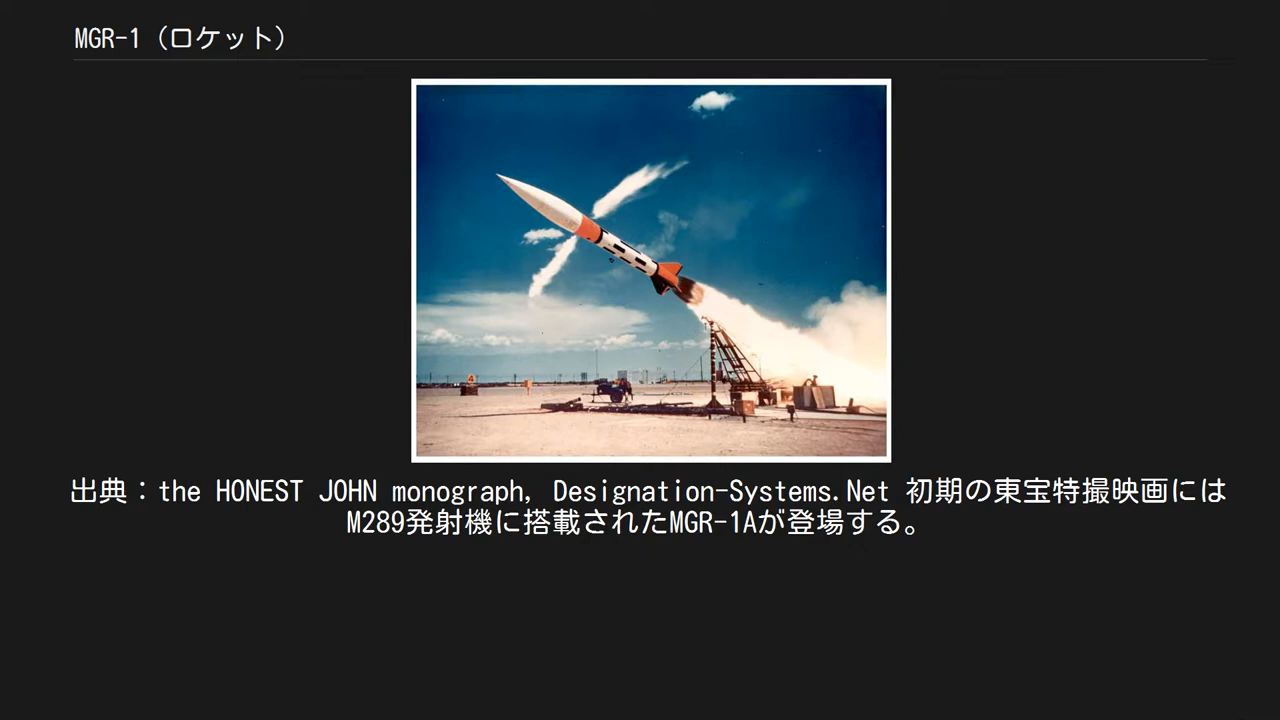 MGR-1（ロケット）
出典：the HONEST JOHN monograph, Designation-Systems.Net 初期の東宝特撮映画には
M289発射機に搭載されたMGR-1Aが登場する。